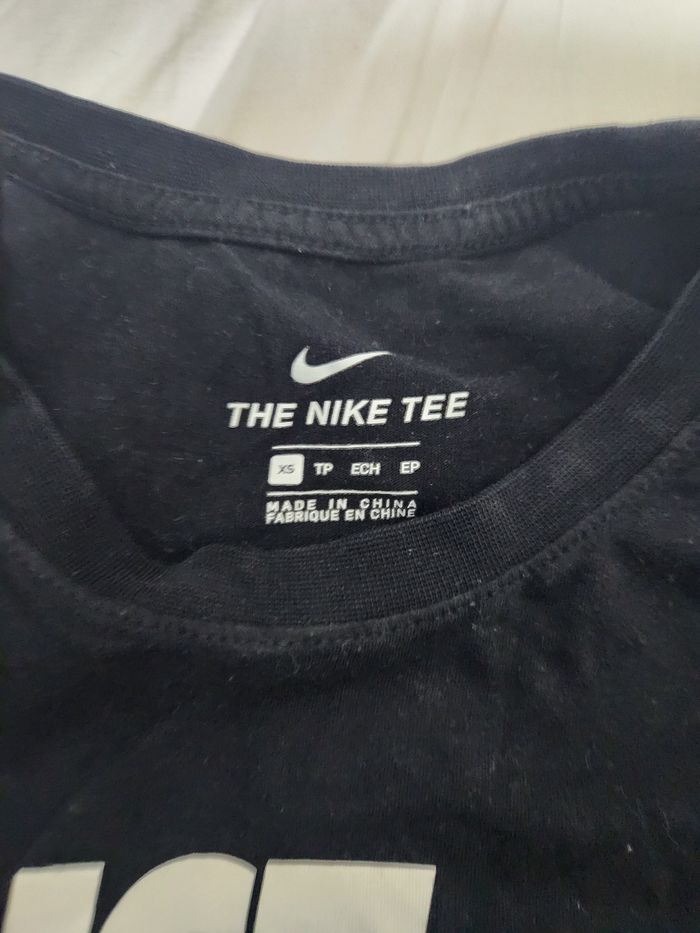 THE NIKE TEE
XS TP ECH EP
MADE IN CHINA
FABRIQUE EN CHINE